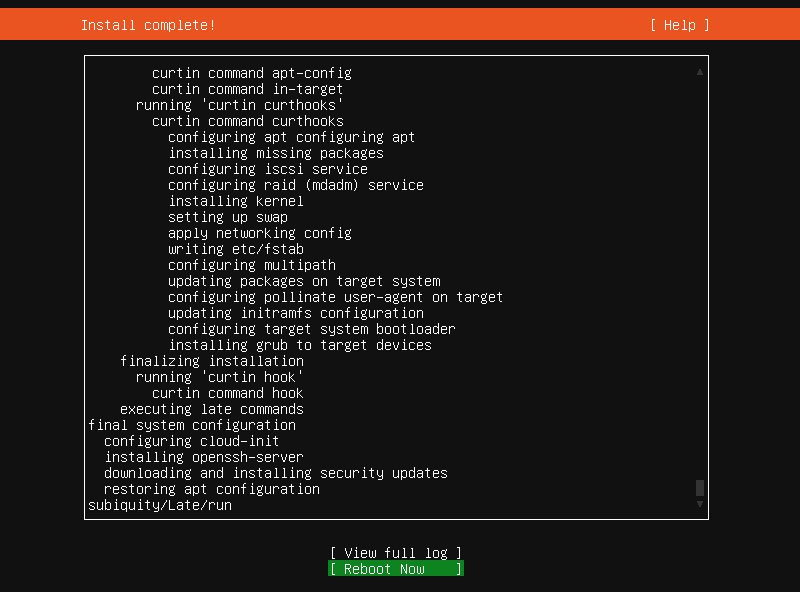 Install complete! [ Help ]
curtin command apt-config
curtin command in-target
running 'curtin curthooks'
curtin command curthooks
configuring apt configuring apt
installing missing packages
configuring iscsi service
configuring raid (mdadm) service
installing kernel
setting up swap
apply networking config
writing etc/fstab
configuring multipath
updating packages on target system
configuring pollinate user-agent on target
updating initramfs configuration
configuring target system bootloader
installing grub to target devices
finalizing installation
running 'curtin hook'
curtin command hook
executing late commands
final system configuration
configuring cloud-init
installing openssh-server
downloading and installing security updates
restoring apt configuration
subiquity/Late/run
[ View full log ]
[ Reboot Now ]